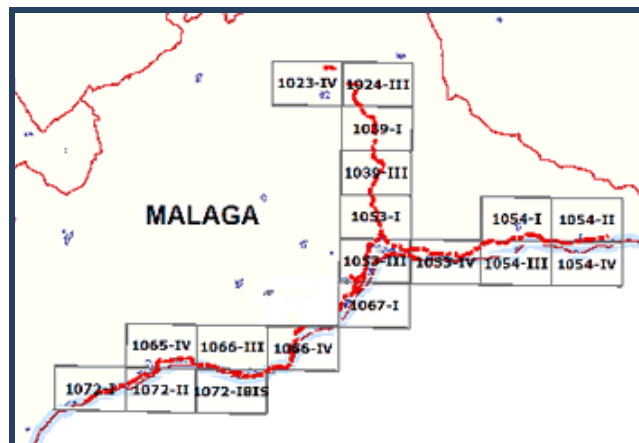 1023-IV 1024-III
1039-I
1039-III
MALAGA
1053-I
1054-I 1054-II
1053-III 1053-IV 1054-III 1054-IV
1067-I
1065-IV 1066-III 1066-IV
1072-I 1072-II 1072-IBIS